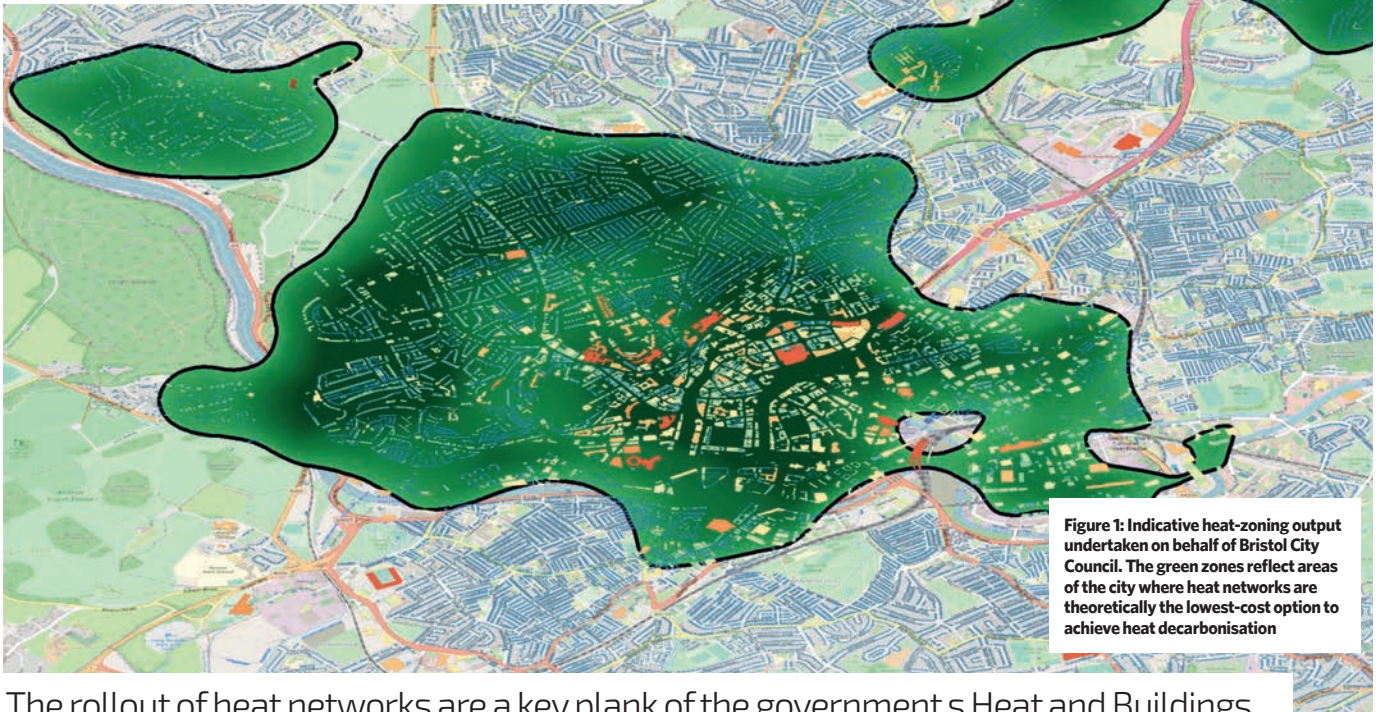 Figure 1: Indicative heat-zoning output
undertaken on behalf of Bristol City
Council. The green zones reflect areas
of the city where heat networks are
theoretically the lowest-cost option to
achieve heat decarbonisation
The rollout of heat networks are a key plank of the government s Heat and Buildings